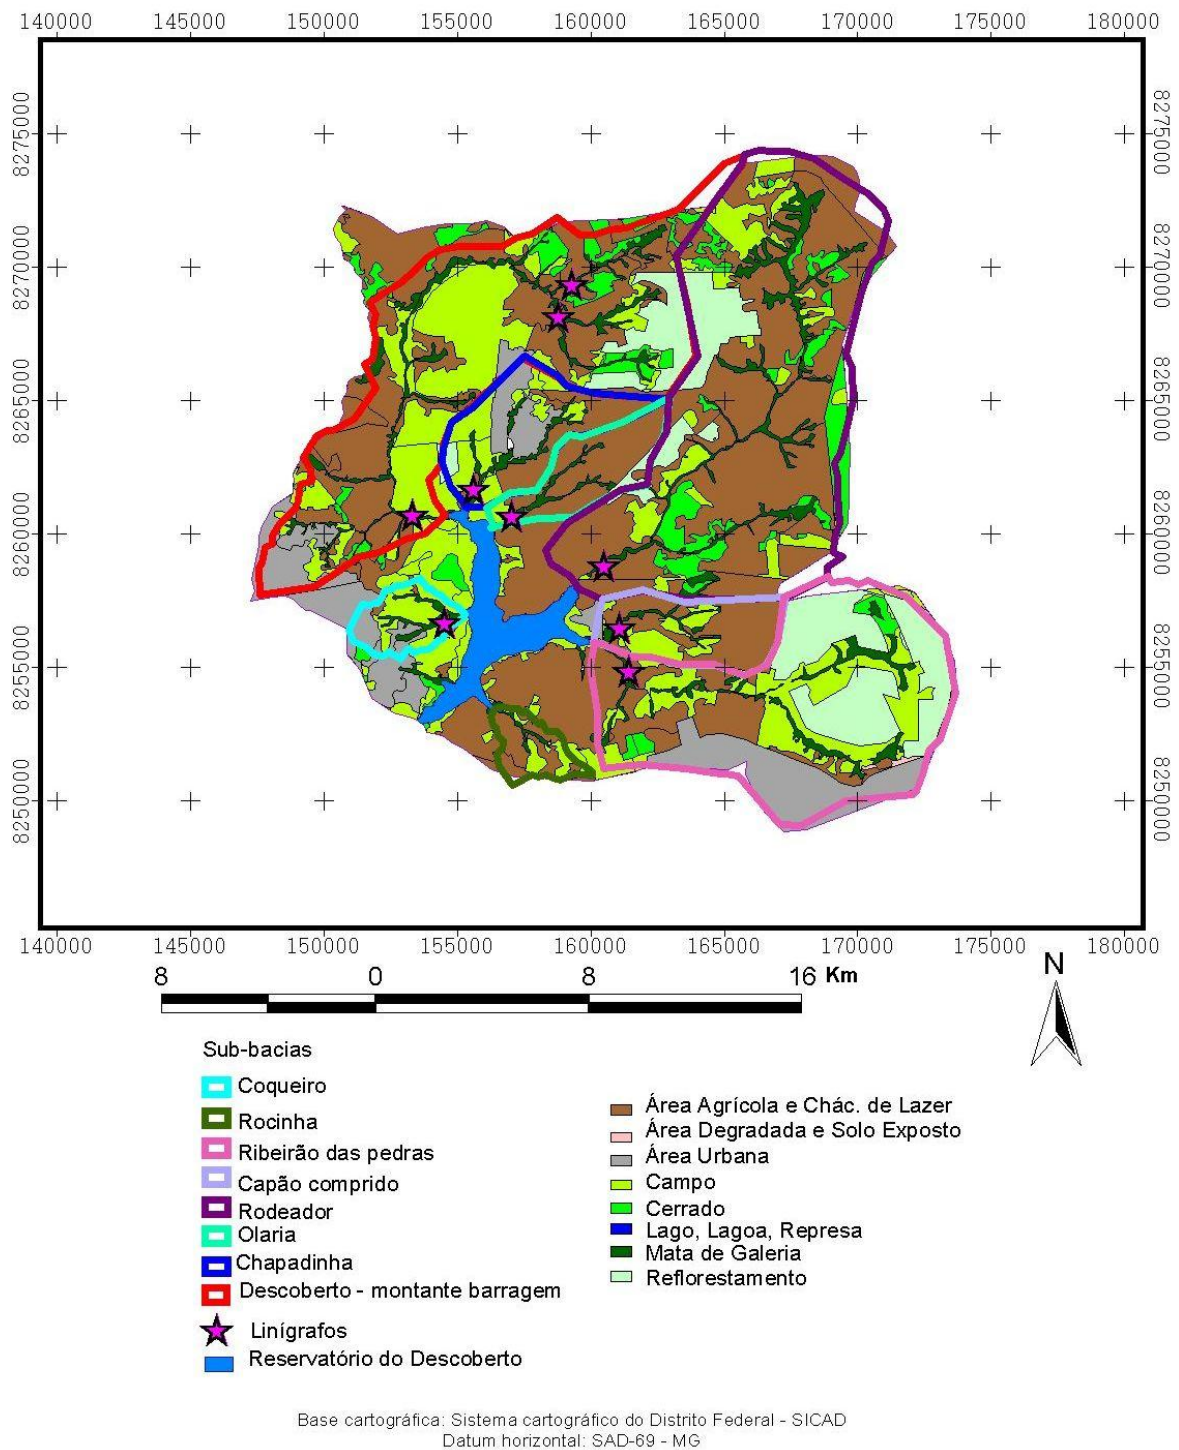 140000 145000 150000 155000 160000 165000 170000 175000 180000
8275000 8275000
8270000 8270000
8265000 8265000
8260000 8260000
8255000 8255000
8250000 8250000
140000 145000 150000 155000 160000 165000 170000 175000 180000
8 0 8 16 Km
N
Sub-bacias
Coqueiro
Rocinha
Ribeirão das pedras
Capão comprido
Rodeador
Olaria
Chapadinha
Descoberto - montante barragem
Linígrafos
Reservatório do Descoberto
Área Agrícola e Chác. de Lazer
Área Degradada e Solo Exposto
Área Urbana
Campo
Cerrado
Lago, Lagoa, Represa
Mata de Galeria
Reflorestamento
Base cartográfica: Sistema cartográfico do Distrito Federal - SICAD
Datum horizontal: SAD-69 - MG